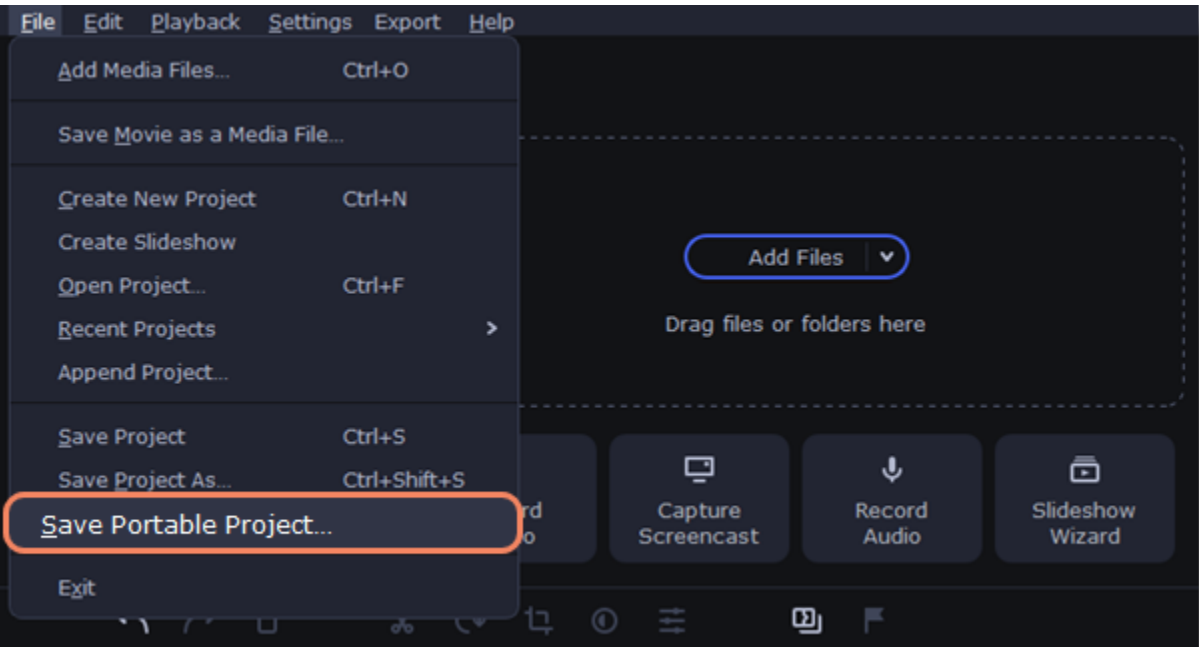 File Edit Playback Settings Export Help
Add Media Files... Ctrl+O
Save Movie as a Media File...
Create New Project Ctrl+N
Create Slideshow
Open Project... Ctrl+F
Recent Projects
Append Project...
Save Project Ctrl+S
Save Project As... Ctrl+Shift+S
Save Portable Project...
Exit
Add Files
Drag files or folders here
Capture
Screencast
Record
Audio
Slideshow
Wizard